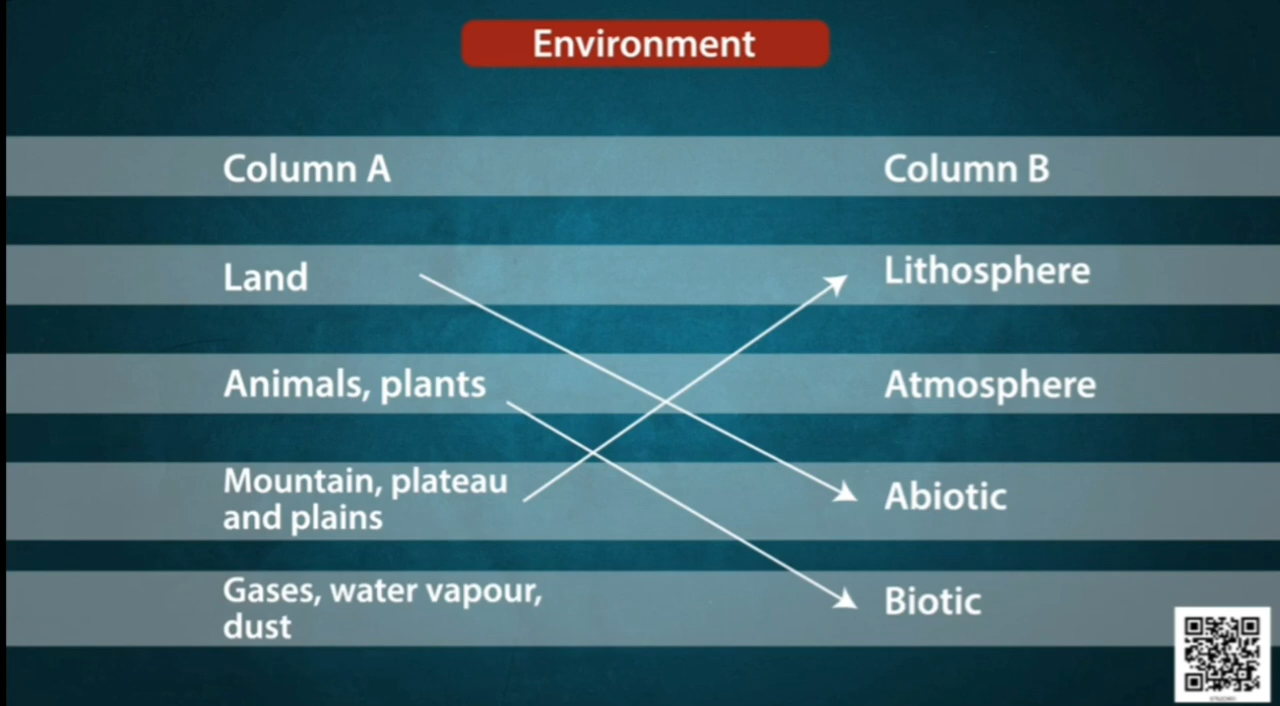 Environment
Column A
Column B
Land
Lithosphere
Animals, plants
Atmosphere
Mountain, plateau
and plains
Abiotic
Gases, water vapour,
dust
Biotic